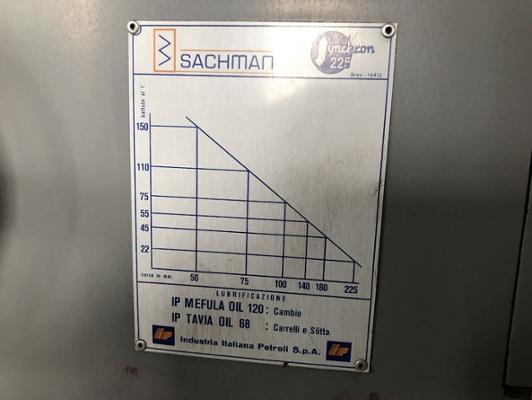 SACHMAN
Synchron
225
Brev. 14413
battute al 1'
150
110
75
55
45
22
corse in mm. 50 75 100 140 180 225
LUBRIFICAZIONE
IP MEFULA OIL 120: Cambio
IP TAVIA OIL 68: Carrelli e Slitta
IP Industria Italiana Petroli S.p.A. IP